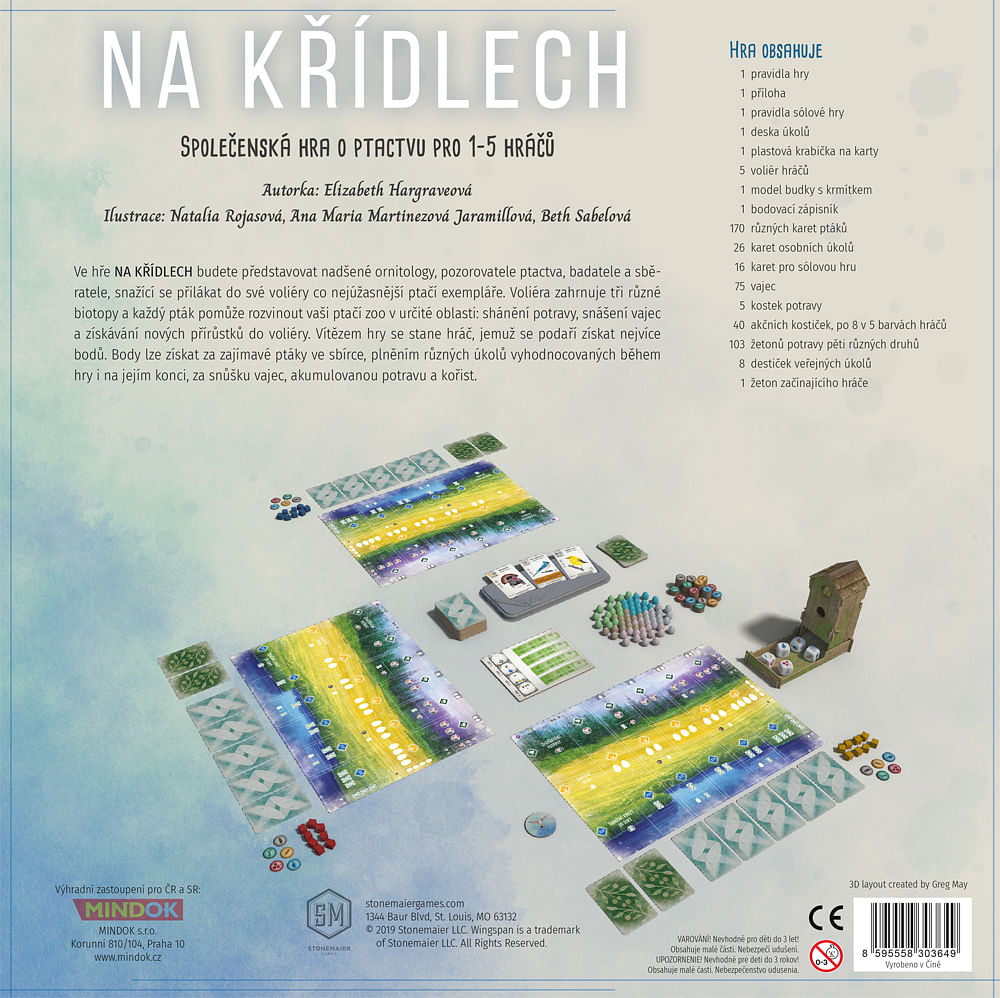 NA KŘÍDLECH
SPOLEČENSKÁ HRA O PTACTVU PRO 1-5 HRÁČŮ
Autorka: Elizabeth Hargraveová
Ilustrace: Natalia Rojasová, Ana Maria Martinezová Jaramillová, Beth Sabelová
Ve hře NA KŘÍDLECH budete představovat nadšené ornitology, pozorovatele ptactva, badatele a sbě-
ratele, snažící se přilákat do své voliéry co nejúžasnější ptačí exempláře. Voliéra zahrnuje tři různé
biotopy a každý pták pomůže rozvinout vaši ptačí zoo v určité oblasti: shánění potravy, snášení vajec
a získávání nových přírůstků do voliéry. Vítězem hry se stane hráč, jemuž se podaří získat nejvíce
bodů. Body lze získat za zajímavé ptáky ve sbírce, plněním různých úkolů vyhodnocovaných během
hry i na jejím konci, za snůšku vajec, akumulovanou potravu a kořist.
HRA OBSAHUJE
1 pravidla hry
1 příloha
1 pravidla sólové hry
1 deska úkolů
1 plastová krabička na karty
5 voliér hráčů
1 model budky s krmítkem
1 bodovací zápisník
170 různých karet ptáků
26 karet osobních úkolů
16 karet pro sólovou hru
75 vajec
5 kostek potravy
40 akčních kostiček, po 8 v 5 barvách hráčů
103 žetonů potravy pěti různých druhů
8 destiček veřejných úkolů
1 žeton začínajícího hráče
Výhradní zastoupení pro ČR a SR:
MINDOK
MINDOK s.r.o.
Korunní 810/104, Praha 10
www.mindok.cz
SM
STONEMAIER
GAMES
stonemaiergames.com
1344 Baur Blvd, St. Louis, MO 63132
© 2019 Stonemaier LLC. Wingspan is a trademark
of Stonemaier LLC. All Rights Reserved.
3D layout created by Greg May
VAROVÁNÍ! Nevhodné pro děti do 3 let!
Obsahuje malé části. Nebezpečí udušení.
UPOZORNENIE! Nevhodné pre deti do 3 rokov!
Obsahuje malé časti. Nebezpečenstvo udusenia.
CE
0-3
8 595558 303649
Vyrobeno v Číně